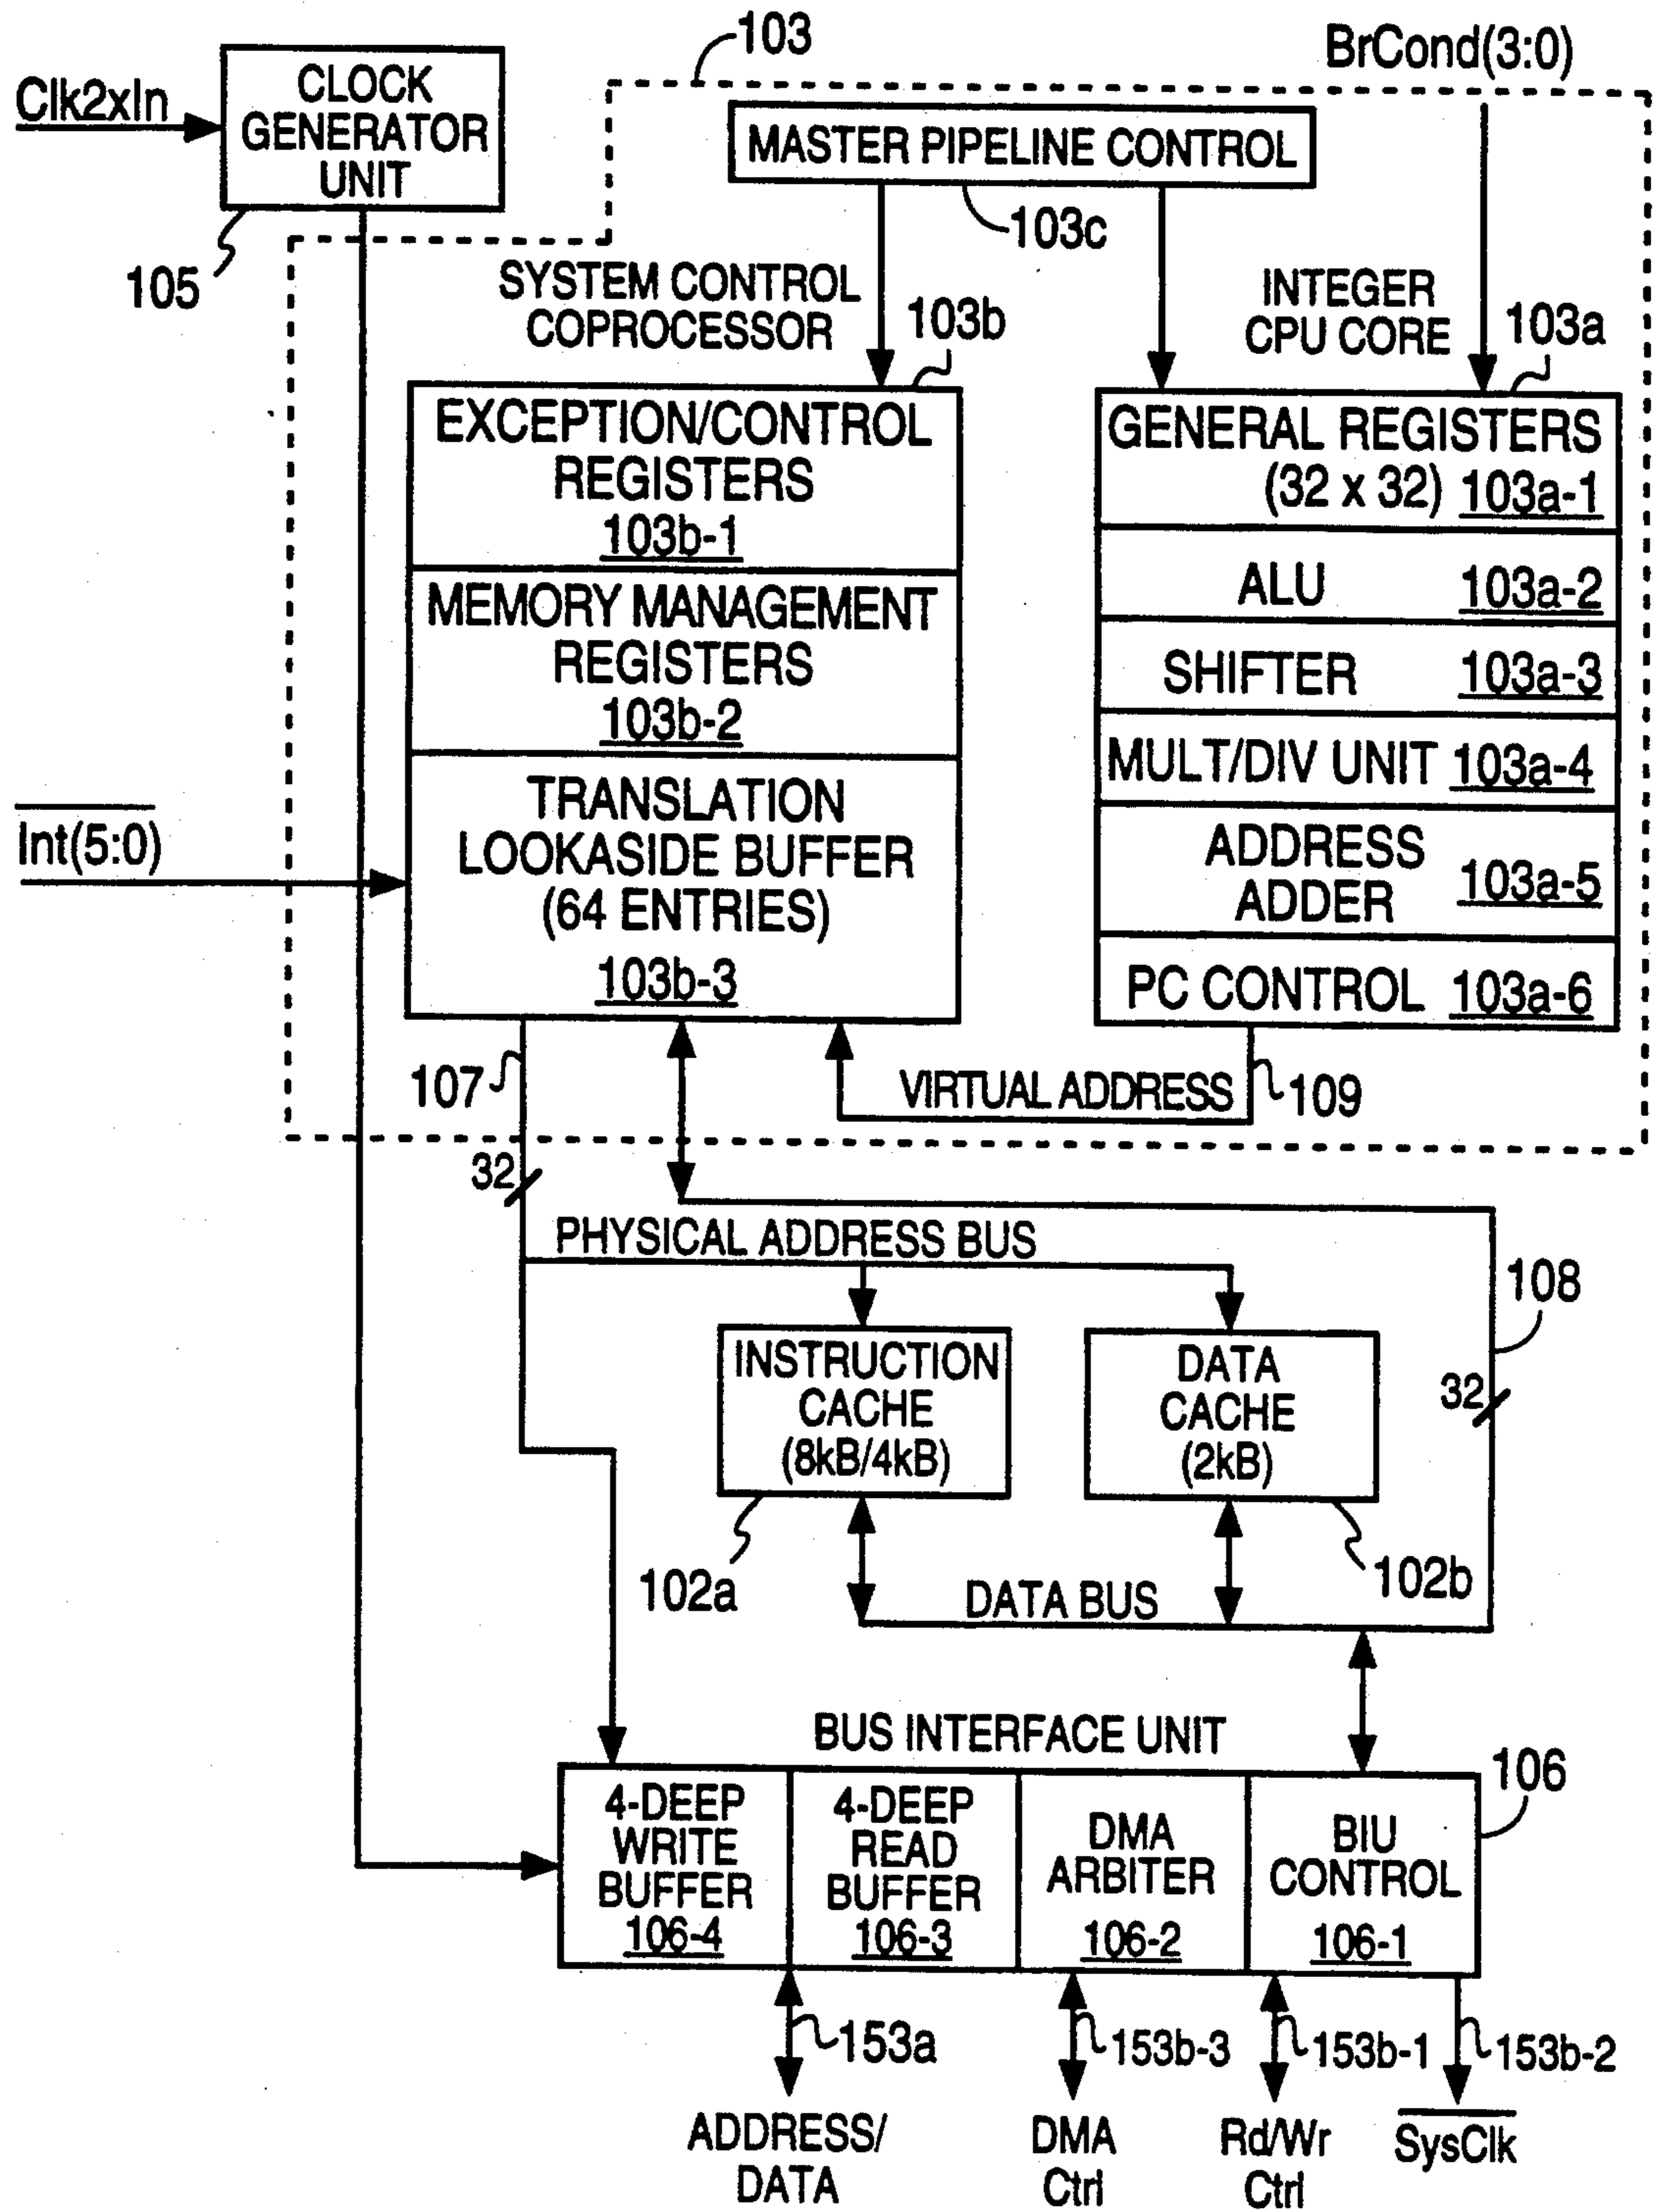 103
BrCond(3:0)
Clk2xIn
CLOCK
GENERATOR
UNIT
105
MASTER PIPELINE CONTROL
103c
SYSTEM CONTROL
COPROCESSOR
103b
INTEGER
CPU CORE
103a
EXCEPTION/CONTROL
REGISTERS
103b-1
MEMORY MANAGEMENT
REGISTERS
103b-2
TRANSLATION
LOOKASIDE BUFFER
(64 ENTRIES)
103b-3
GENERAL REGISTERS
(32 x 32) 103a-1
ALU 103a-2
SHIFTER 103a-3
MULT/DIV UNIT 103a-4
ADDRESS
ADDER 103a-5
PC CONTROL 103a-6
Int(5:0)
107
VIRTUAL ADDRESS
109
32
PHYSICAL ADDRESS BUS
108
INSTRUCTION
CACHE
(8kB/4kB)
DATA
CACHE
(2kB)
32
102a
102b
DATA BUS
BUS INTERFACE UNIT
106
4-DEEP
WRITE
BUFFER
106-4
4-DEEP
READ
BUFFER
106-3
DMA
ARBITER
106-2
BIU
CONTROL
106-1
153a
153b-3
153b-1
153b-2
ADDRESS/
DATA
DMA
Ctrl
Rd/Wr
Ctrl
SysClk